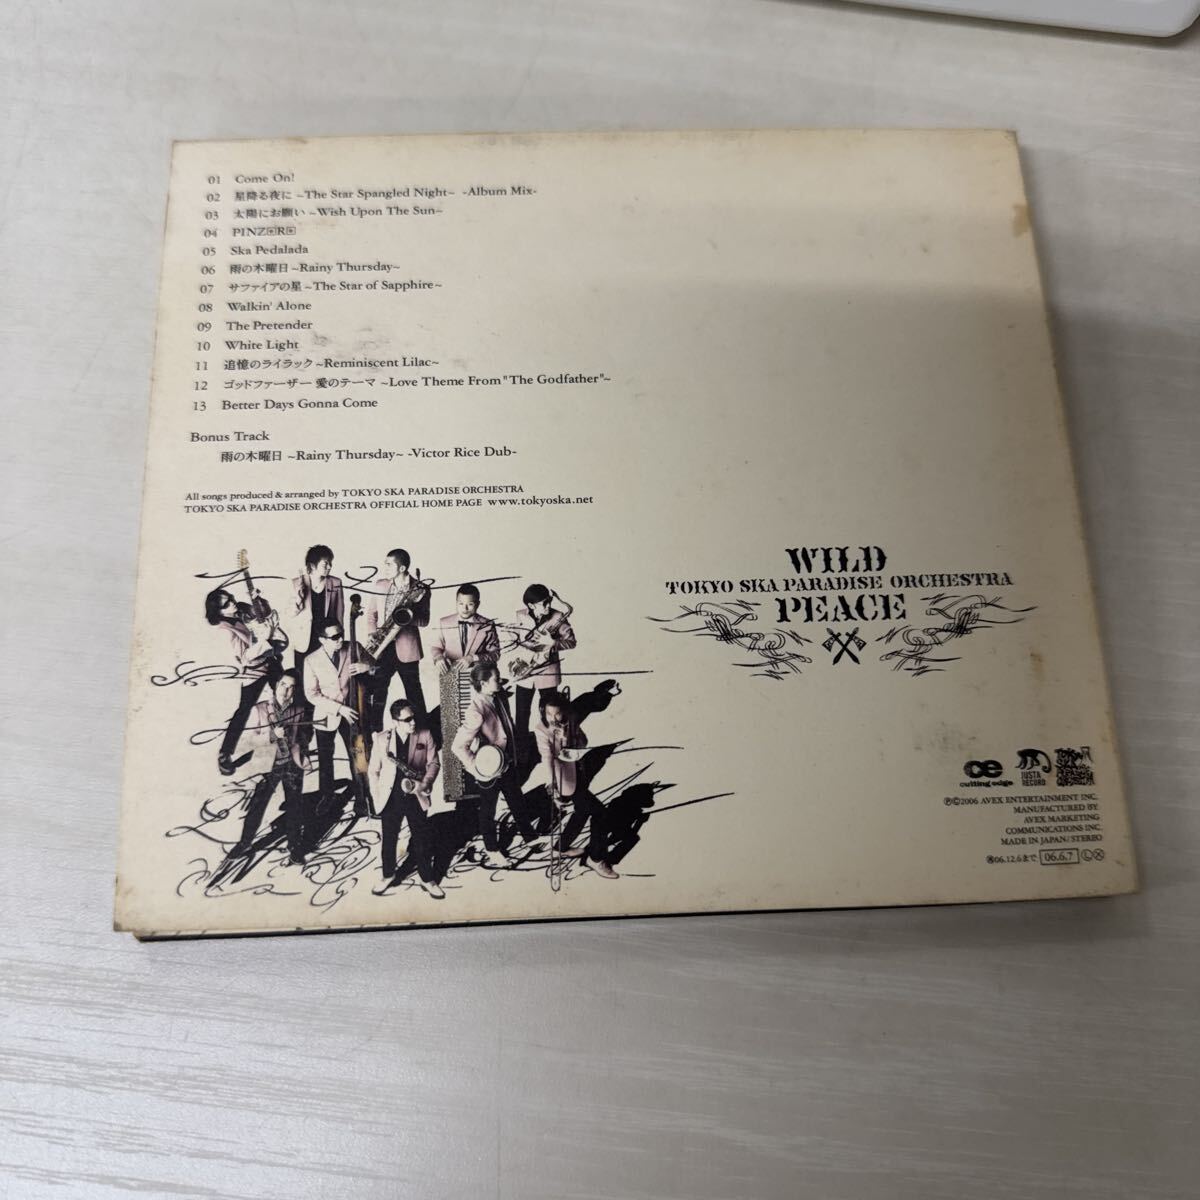 01 Come On!
02 星降る夜に ~The Star Spangled Night~ -Album Mix-
03 太陽にお願い ~Wish Upon The Sun~
04 PINZ⊡R⊡
05 Ska Pedalada
06 雨の木曜日 ~Rainy Thursday~
07 サファイアの星 ~The Star of Sapphire~
08 Walkin' Alone
09 The Pretender
10 White Light
11 追憶のライラック ~Reminiscent Lilac~
12 ゴッドファーザー 愛のテーマ ~Love Theme From "The Godfather"~
13 Better Days Gonna Come
Bonus Track
雨の木曜日 ~Rainy Thursday~ -Victor Rice Dub-
All songs produced & arranged by TOKYO SKA PARADISE ORCHESTRA
TOKYO SKA PARADISE ORCHESTRA OFFICIAL HOME PAGE www.tokyoska.net
WILD
TOKYO SKA PARADISE ORCHESTRA
PEACE
cutting edge
JUSTA
RECORD
℗©2006 AVEX ENTERTAINMENT INC.
MANUFACTURED BY
AVEX MARKETING
COMMUNICATIONS INC.
MADE IN JAPAN/STEREO
06.12.6まで 06.6.7 Ⓛ Ⓧ